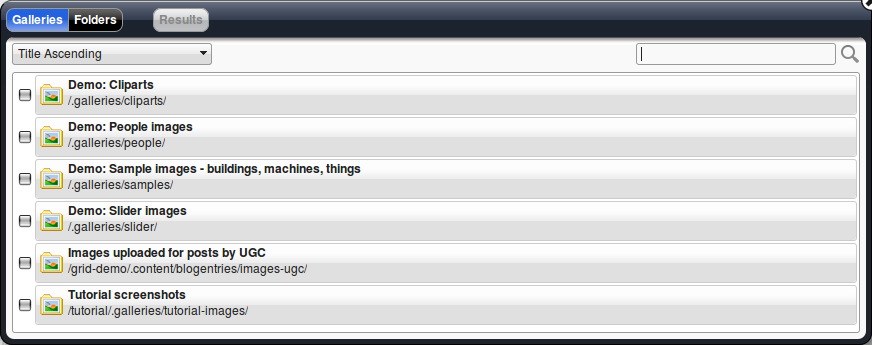 Galleries Folders Results
Title Ascending
Demo: Cliparts
/.galleries/cliparts/
Demo: People images
/.galleries/people/
Demo: Sample images - buildings, machines, things
/.galleries/samples/
Demo: Slider images
/.galleries/slider/
Images uploaded for posts by UGC
/grid-demo/.content/blogentries/images-ugc/
Tutorial screenshots
/tutorial/.galleries/tutorial-images/